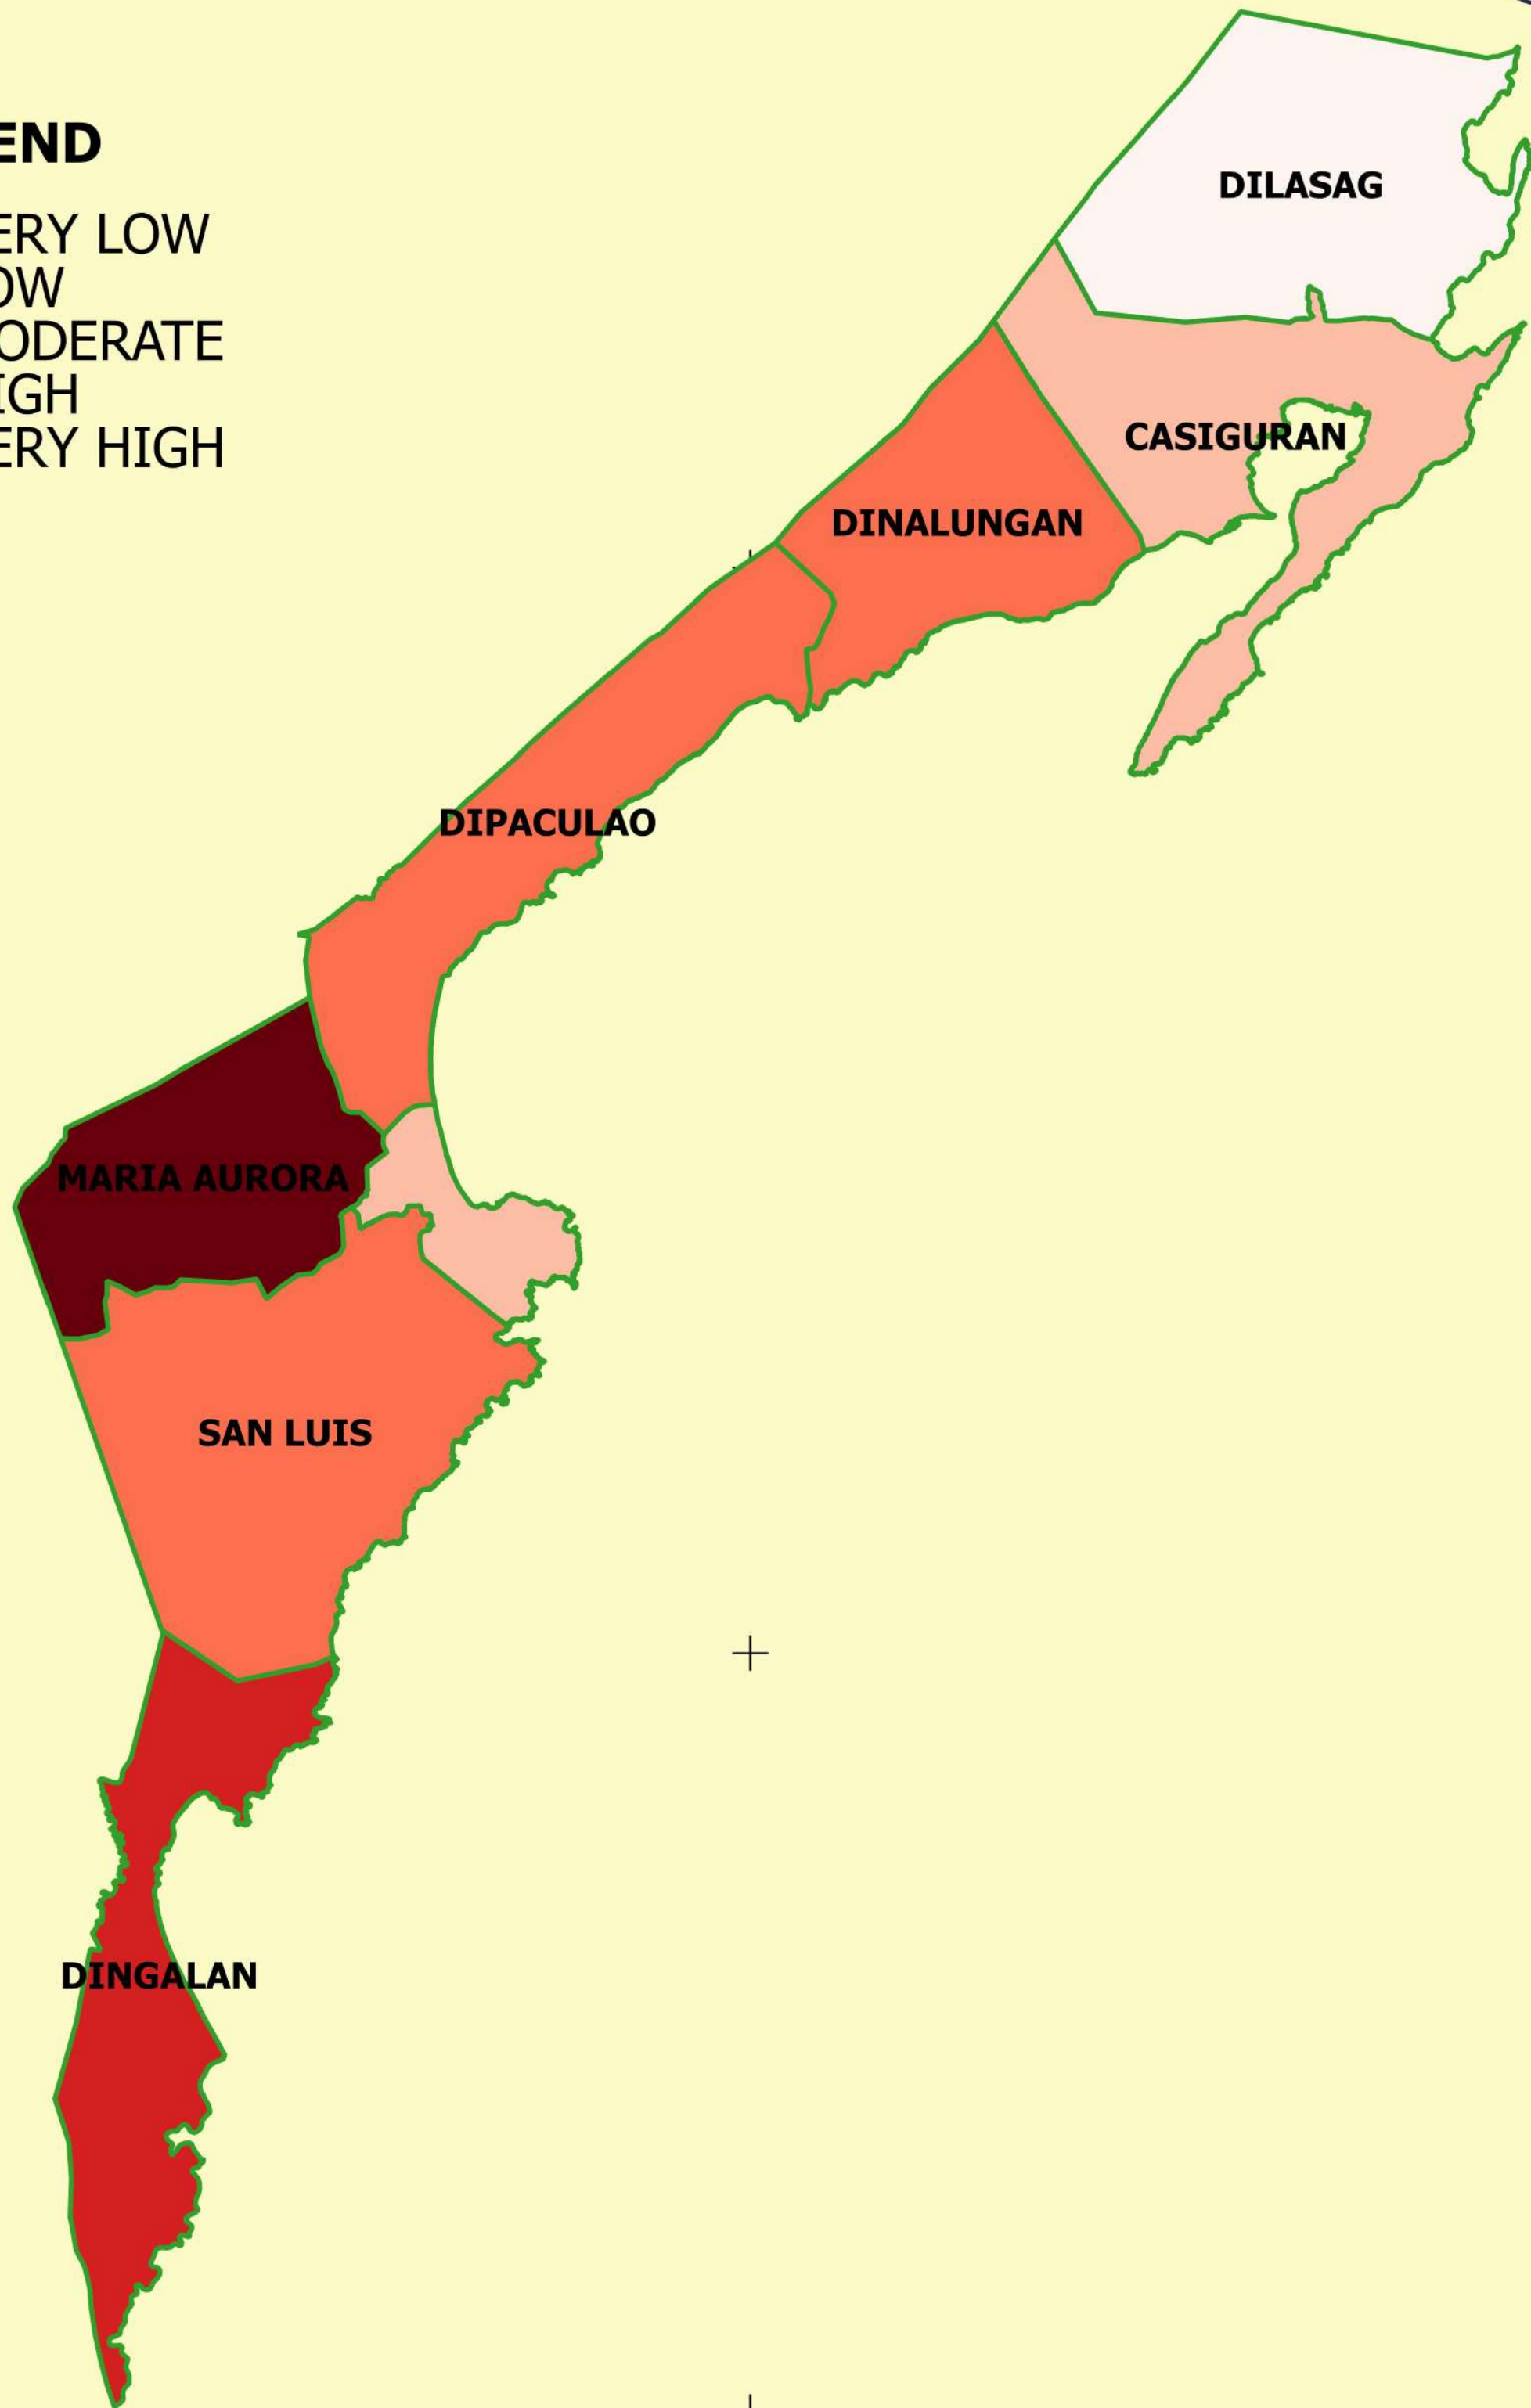 END
ERY LOW
OW
ODERATE
IGH
ERY HIGH
DILASAG
CASIGURAN
DINALUNGAN
DIPACULAO
MARIA AURORA
SAN LUIS
DINGALAN